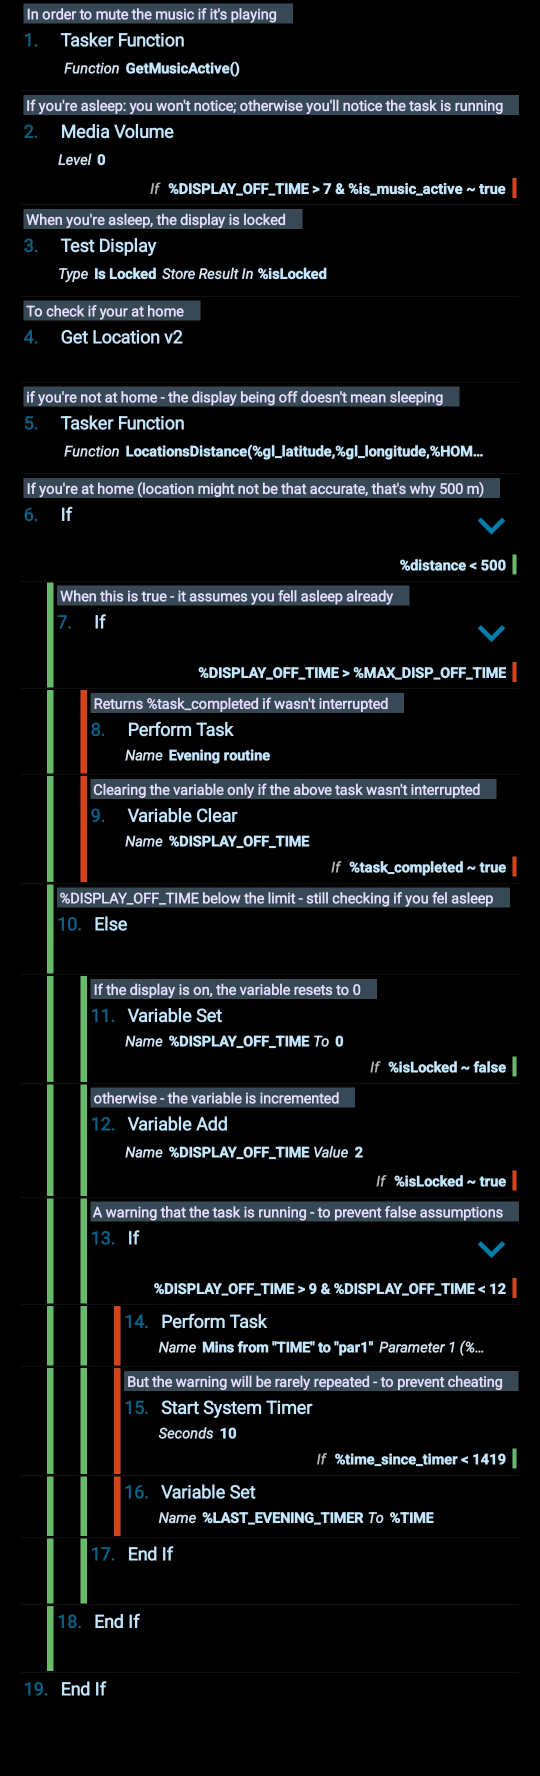 In order to mute the music if it's playing
1. Tasker Function
Function GetMusicActive()
If you're asleep: you won't notice; otherwise you'll notice the task is running
2. Media Volume
Level 0
If %DISPLAY_OFF_TIME > 7 & %is_music_active ~ true
When you're asleep, the display is locked
3. Test Display
Type Is Locked Store Result In %isLocked
To check if your at home
4. Get Location v2
if you're not at home - the display being off doesn't mean sleeping
5. Tasker Function
Function LocationsDistance(%gl_latitude,%gl_longitude,%HOM...
If you're at home (location might not be that accurate, that's why 500 m)
6. If
%distance < 500
When this is true - it assumes you fell asleep already
7. If
%DISPLAY_OFF_TIME > %MAX_DISP_OFF_TIME
Returns %task_completed if wasn't interrupted
8. Perform Task
Name Evening routine
Clearing the variable only if the above task wasn't interrupted
9. Variable Clear
Name %DISPLAY_OFF_TIME
If %task_completed ~ true
%DISPLAY_OFF_TIME below the limit - still checking if you fel asleep
10. Else
If the display is on, the variable resets to 0
11. Variable Set
Name %DISPLAY_OFF_TIME To 0
If %isLocked ~ false
otherwise - the variable is incremented
12. Variable Add
Name %DISPLAY_OFF_TIME Value 2
If %isLocked ~ true
A warning that the task is running - to prevent false assumptions
13. If
%DISPLAY_OFF_TIME > 9 & %DISPLAY_OFF_TIME < 12
14. Perform Task
Name Mins from "TIME" to "par1" Parameter 1 (%...
But the warning will be rarely repeated - to prevent cheating
15. Start System Timer
Seconds 10
If %time_since_timer < 1419
16. Variable Set
Name %LAST_EVENING_TIMER To %TIME
17. End If
18. End If
19. End If